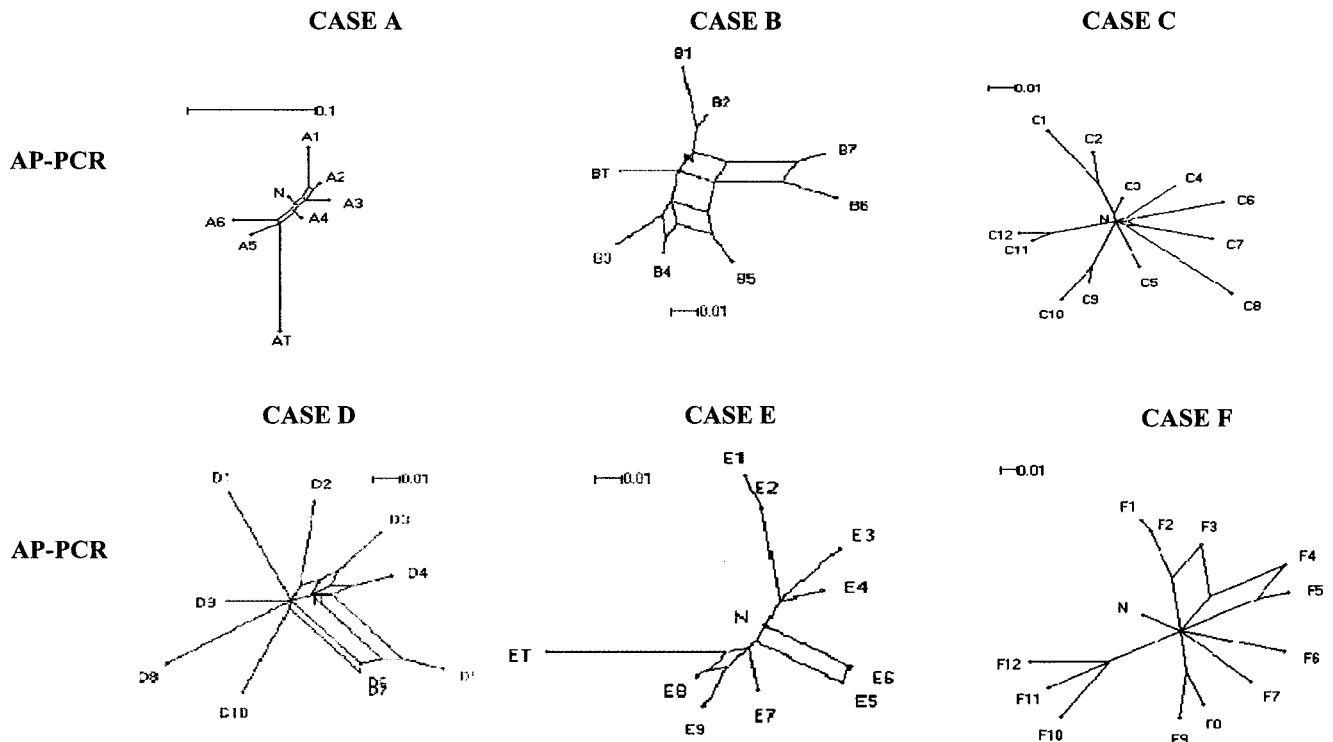 CASE A
CASE B
CASE C
AP-PCR
0.1
A1
A2
N
A3
A4
A6
A5
AT
B1
B2
N
B7
BT
B6
B3
B4
B5
0.01
0.01
C1
C2
C3
C4
C6
N
C12
C11
C7
C5
C9
C10
C8
CASE D
CASE E
CASE F
AP-PCR
D1
D2
0.01
D3
D4
N
D9
D8
D10
0.01
E1
E2
E3
E4
N
ET
E8
E9
E7
E6
E5
0.01
F1
F2
F3
F4
F5
N
F12
F11
F10
F6
F7
F9